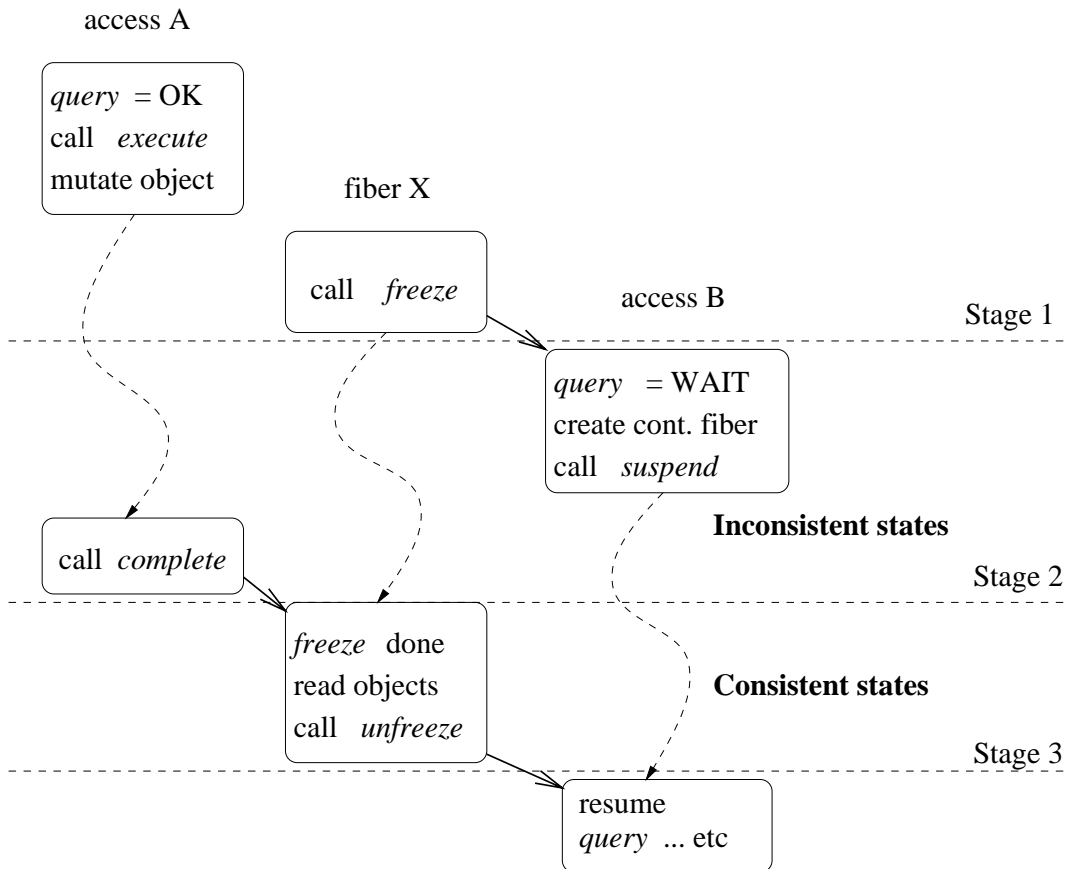 access A
query = OK
call execute
mutate object
fiber X
call freeze
access B
Stage 1
query = WAIT
create cont. fiber
call suspend
Inconsistent states
call complete
Stage 2
freeze done
read objects
call unfreeze
Consistent states
Stage 3
resume
query ... etc